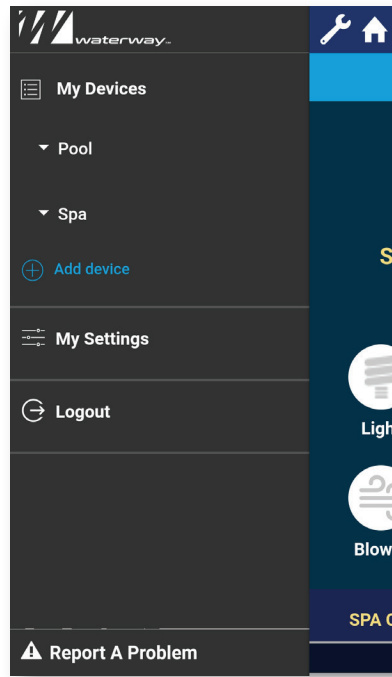 waterway
My Devices
Pool
Spa
Add device
My Settings
Logout
Report A Problem
S
Ligh
Blow
SPA